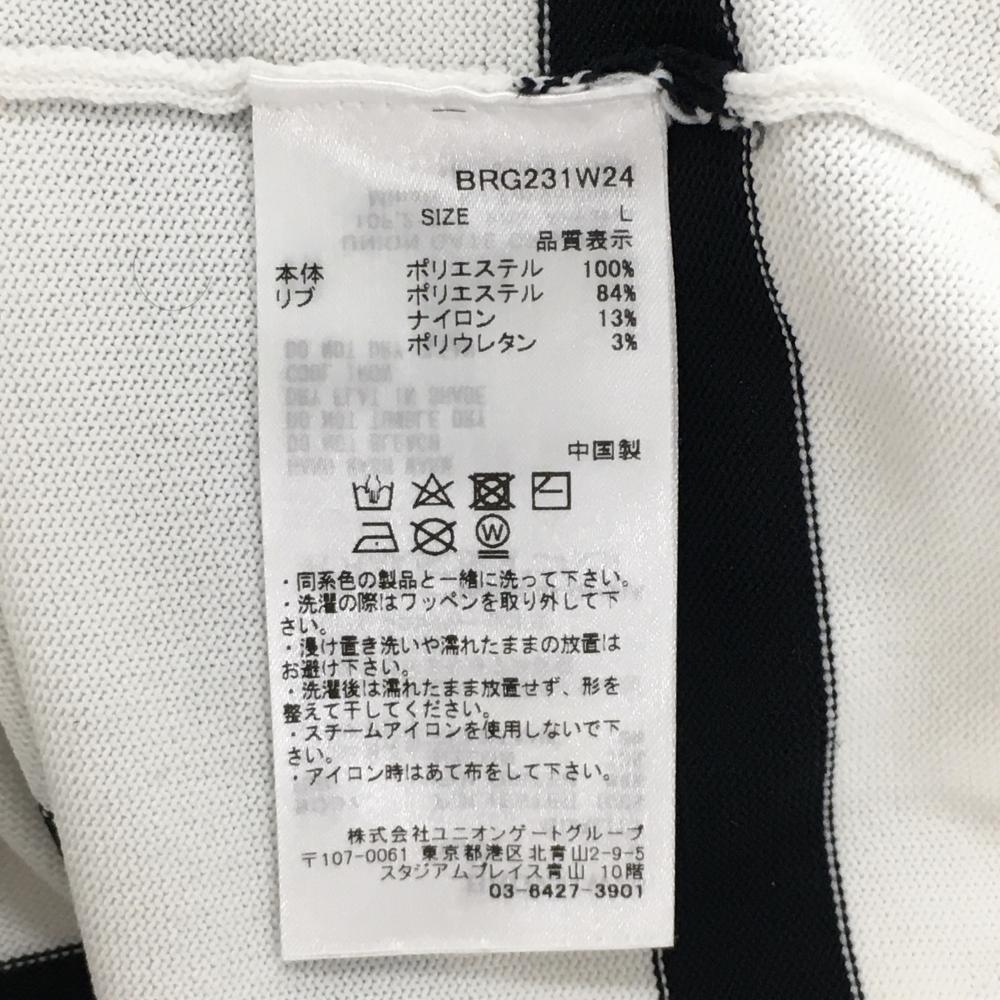 BRG231W24
SIZE L
品質表示
本体 ポリエステル 100%
リブ ポリエステル 84%
ナイロン 13%
ポリウレタン 3%
中国製
W
・同系色の製品と一緒に洗って下さい。
・洗濯の際はワッペンを取り外して下
さい。
・浸け置き洗いや濡れたままの放置は
お避け下さい。
・洗濯後は濡れたまま放置せず、形を
整えて干してください。
・スチームアイロンを使用しないで下
さい。
・アイロン時はあて布をして下さい。
株式会社ユニオンゲートグループ
〒107-0061 東京都港区北青山2-9-5
スタジアムプレイス青山 10階
03-6427-3901